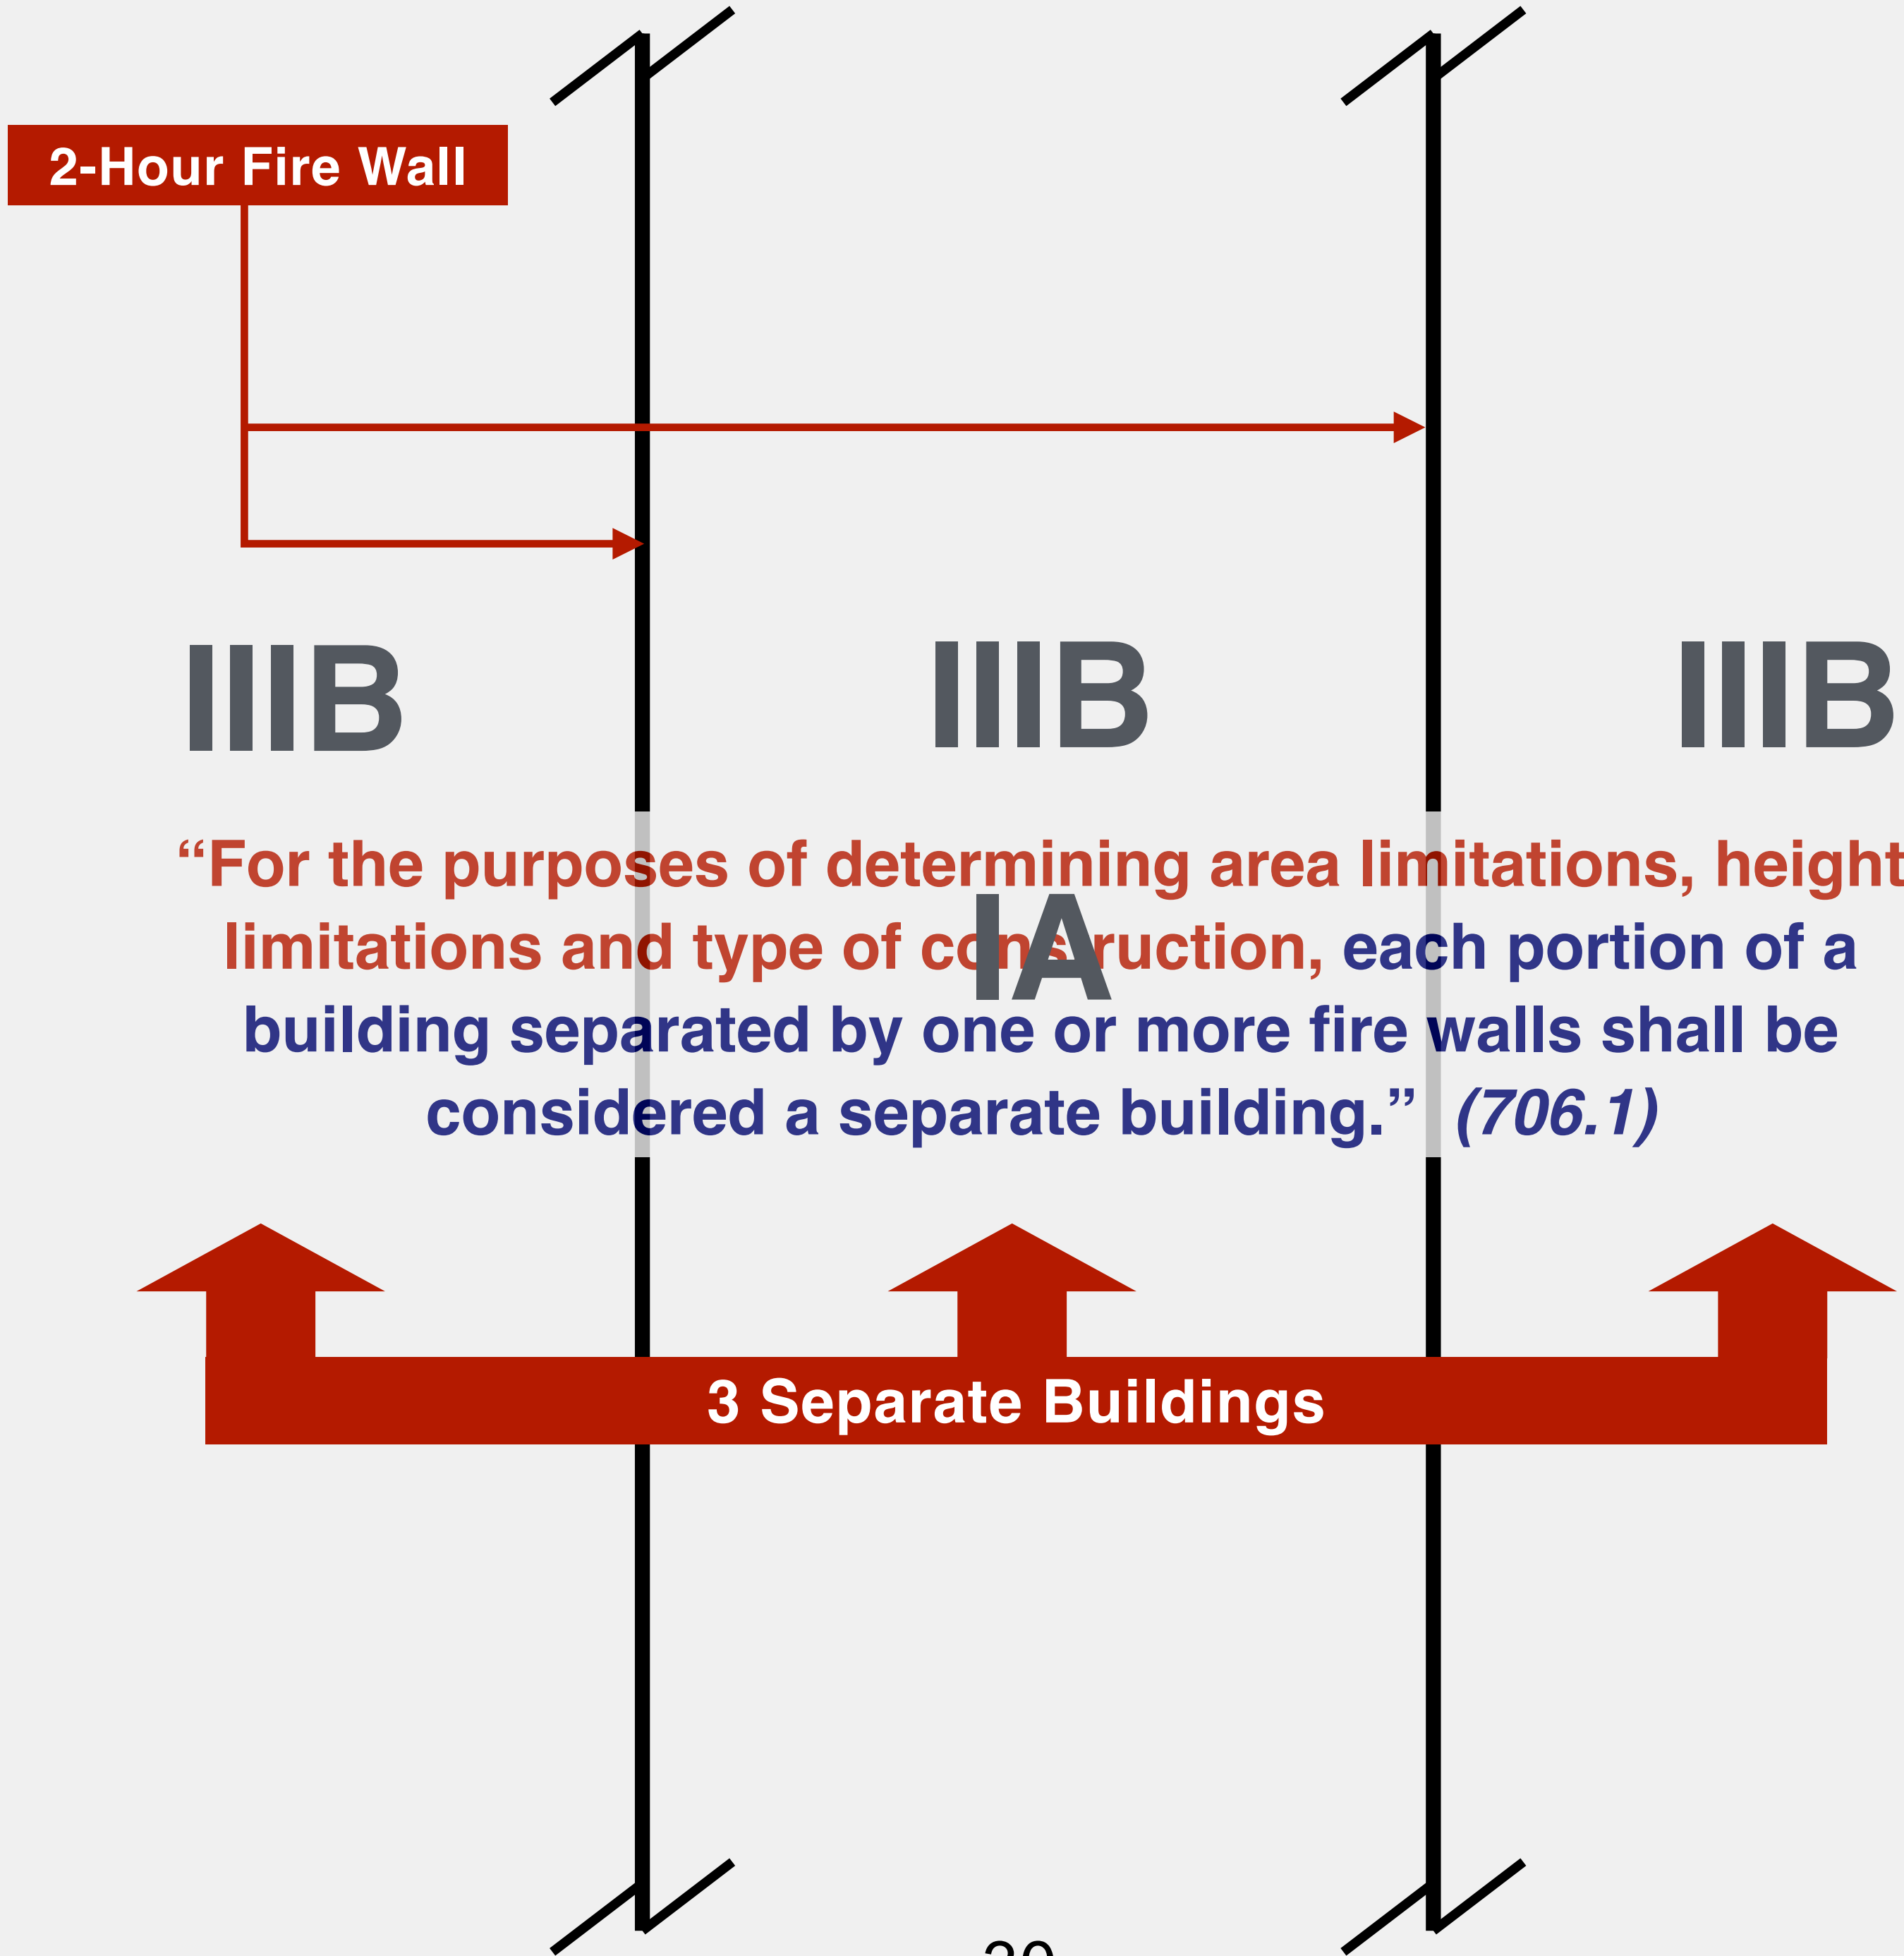 2-Hour Fire Wall
IIIB IIIB IIIB
“For the purposes of determining area limitations, height
limitations and type of construction, each portion of a
IA
building separated by one or more fire walls shall be
considered a separate building.” (706.1)
3 Separate Buildings